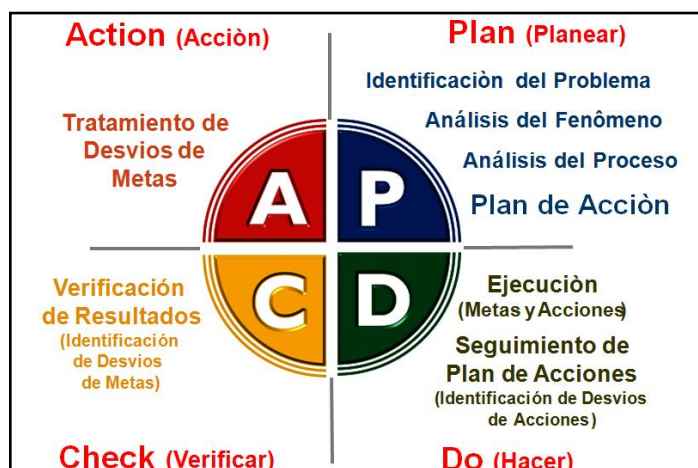 Action (Acciòn)
Plan (Planear)
Identificaciòn del Problema
Análisis del Fenômeno
Análisis del Proceso
Plan de Acciòn
Tratamiento de
Desvios de
Metas
A
P
C
D
Verificación
de Resultados
(Identificación
de Desvios
de Metas)
Ejecuciòn
(Metas y Acciones)
Seguimiento de
Plan de Acciones
(Identificación de Desvios
de Acciones)
Check (Verificar)
Do (Hacer)